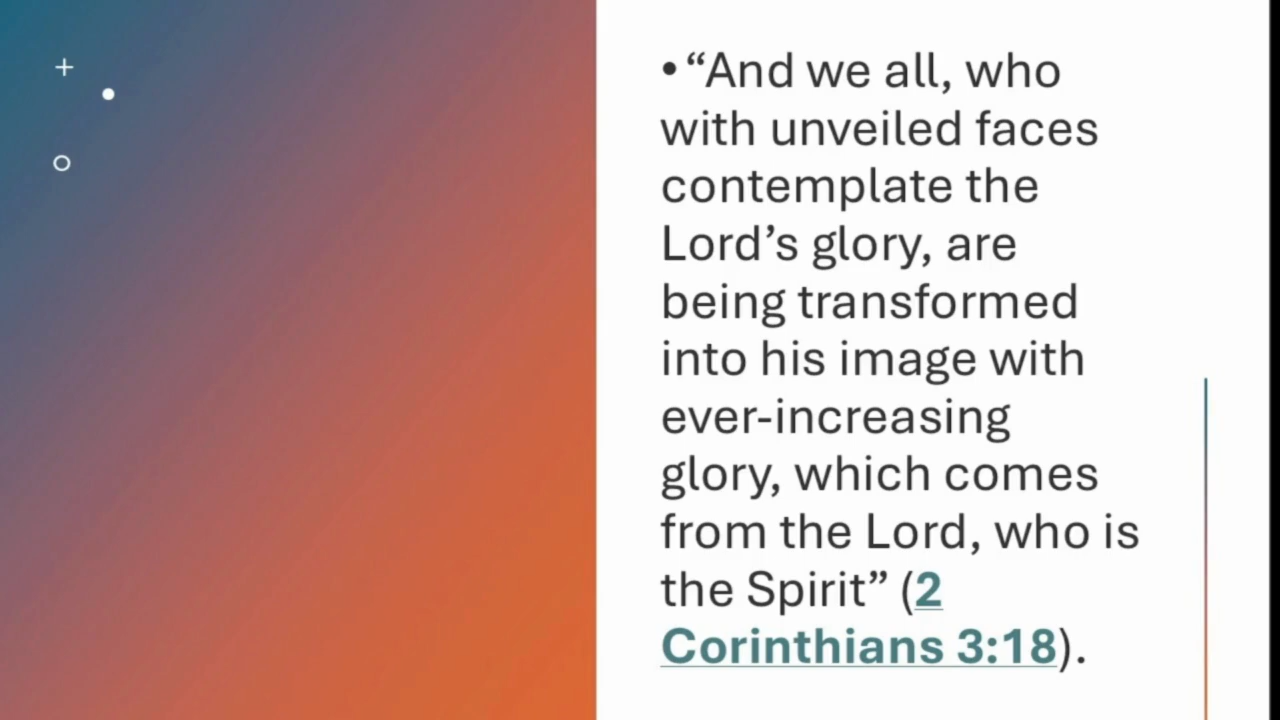 • “And we all, who
with unveiled faces
contemplate the
Lord’s glory, are
being transformed
into his image with
ever-increasing
glory, which comes
from the Lord, who is
the Spirit” (2
Corinthians 3:18).